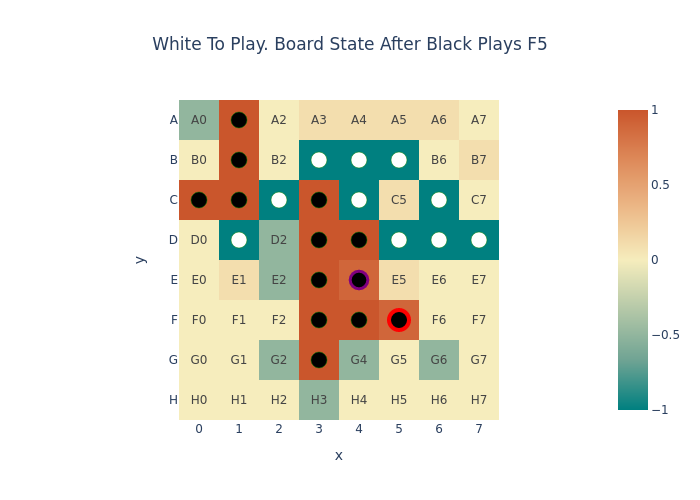 White To Play. Board State After Black Plays F5
A A0 A2 A3 A4 A5 A6 A7
B B0 B2 B6 B7
C C5 C7
D D0 D2
E E0 E1 E2 E5 E6 E7
F F0 F1 F2 F6 F7
G G0 G1 G2 G4 G5 G6 G7
H H0 H1 H2 H3 H4 H5 H6 H7
0 1 2 3 4 5 6 7
x
y
1
0.5
0
−0.5
−1